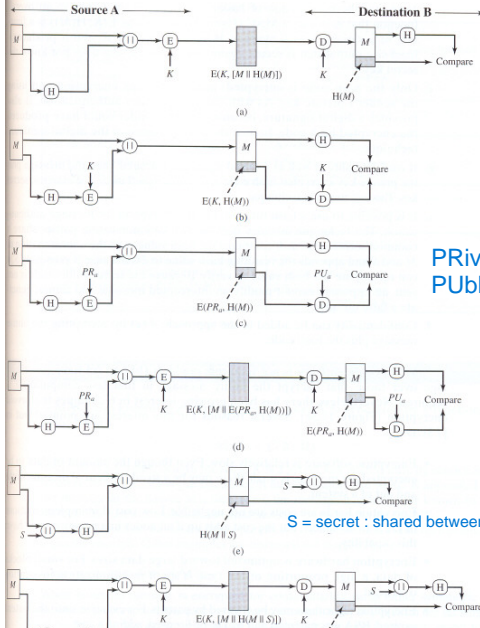 Source A Destination B
M || E D M H
K E(K, [M || H(M)]) K Compare
H H(M)
(a)
M || M H
K K Compare
H E D
E(K, H(M))
(b)
M || M H
PRa PUa Compare
H E D
E(PRa, H(M))
(c)
PRiv
PUbl
M || E D M H
PRa K E(K, [M || E(PRa, H(M))]) K PUa Compare
H E E(PRa, H(M)) D
(d)
M || M S || H
Compare
S || H H(M || S)
S = secret : shared between
(e)
M || E D M S || H
K E(K, [M || H(M || S)]) K Compare